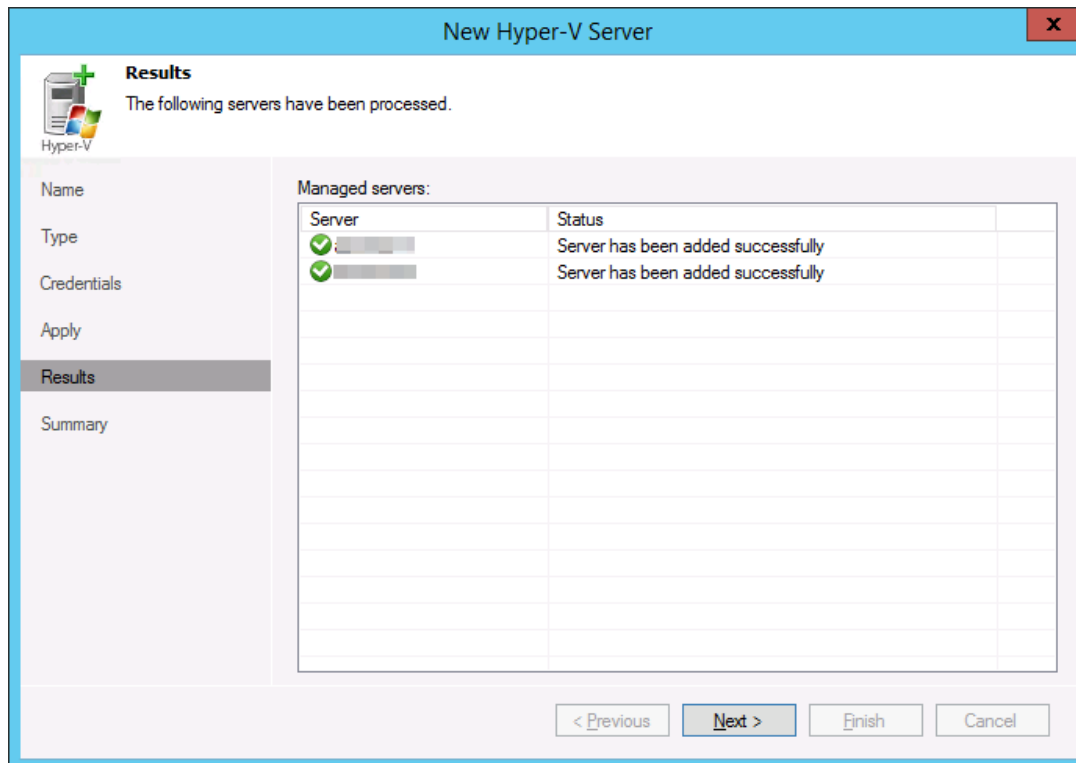 New Hyper-V Server
x
Results
The following servers have been processed.
Hyper-V
Name
Type
Credentials
Apply
Results
Summary
Managed servers:
Server Status
Server has been added successfully
Server has been added successfully
< Previous Next > Finish Cancel